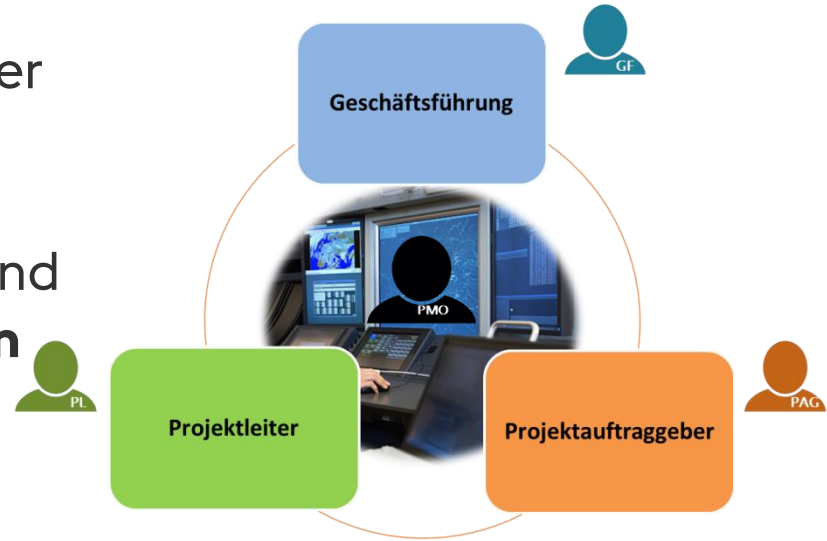 er
GF
Geschäftsführung
nd
PMO
n
PL
PAG
Projektleiter
Projektauftraggeber